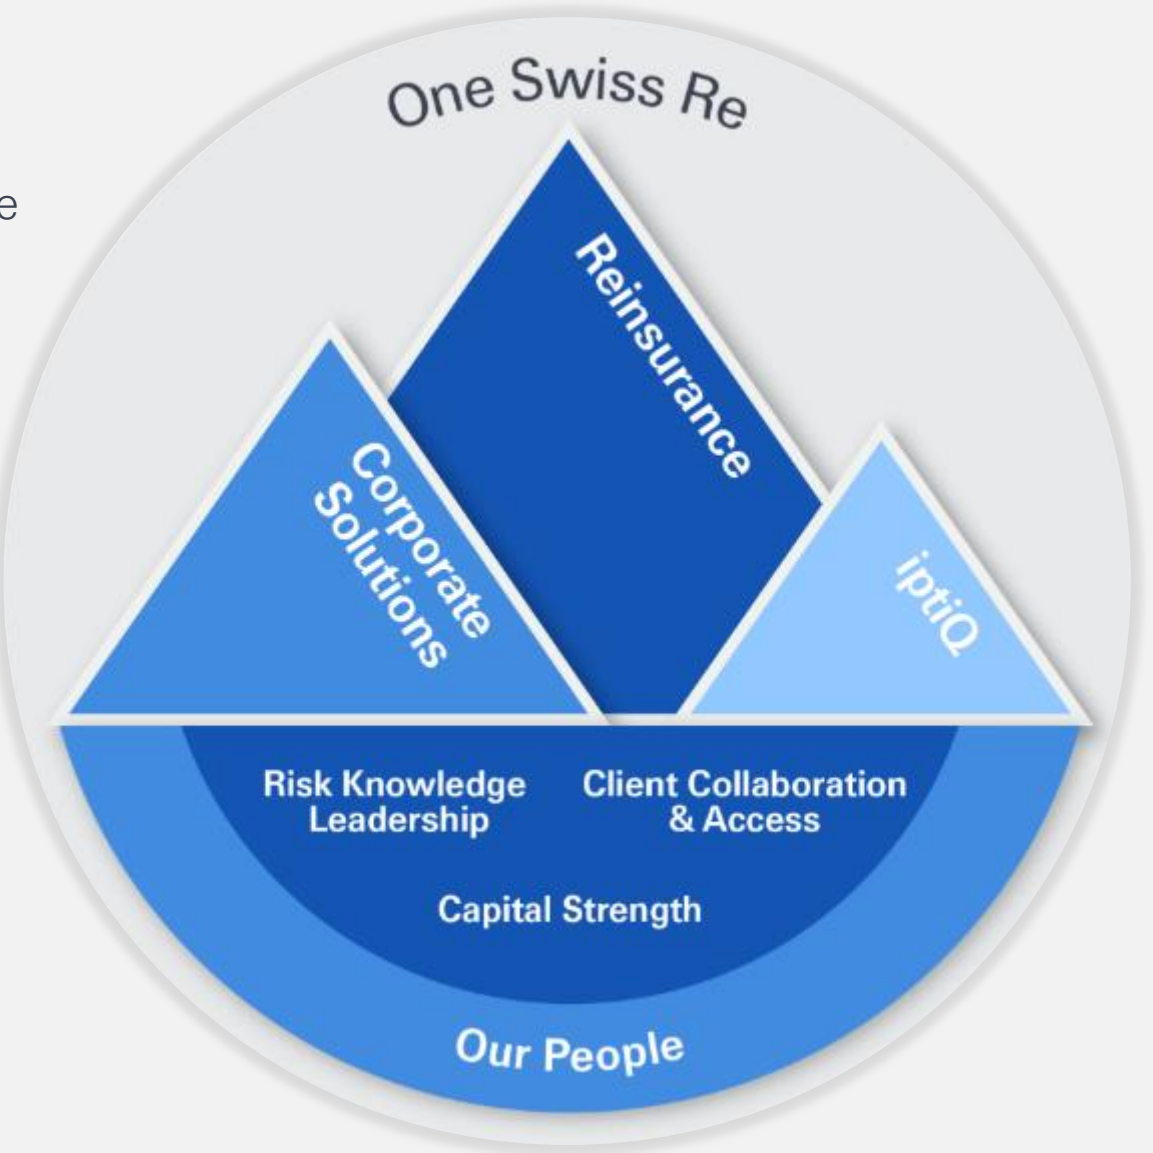 One Swiss Re
e
Reinsurance
Corporate
Solutions
iptiQ
Risk Knowledge
Leadership
Client Collaboration
& Access
Capital Strength
Our People